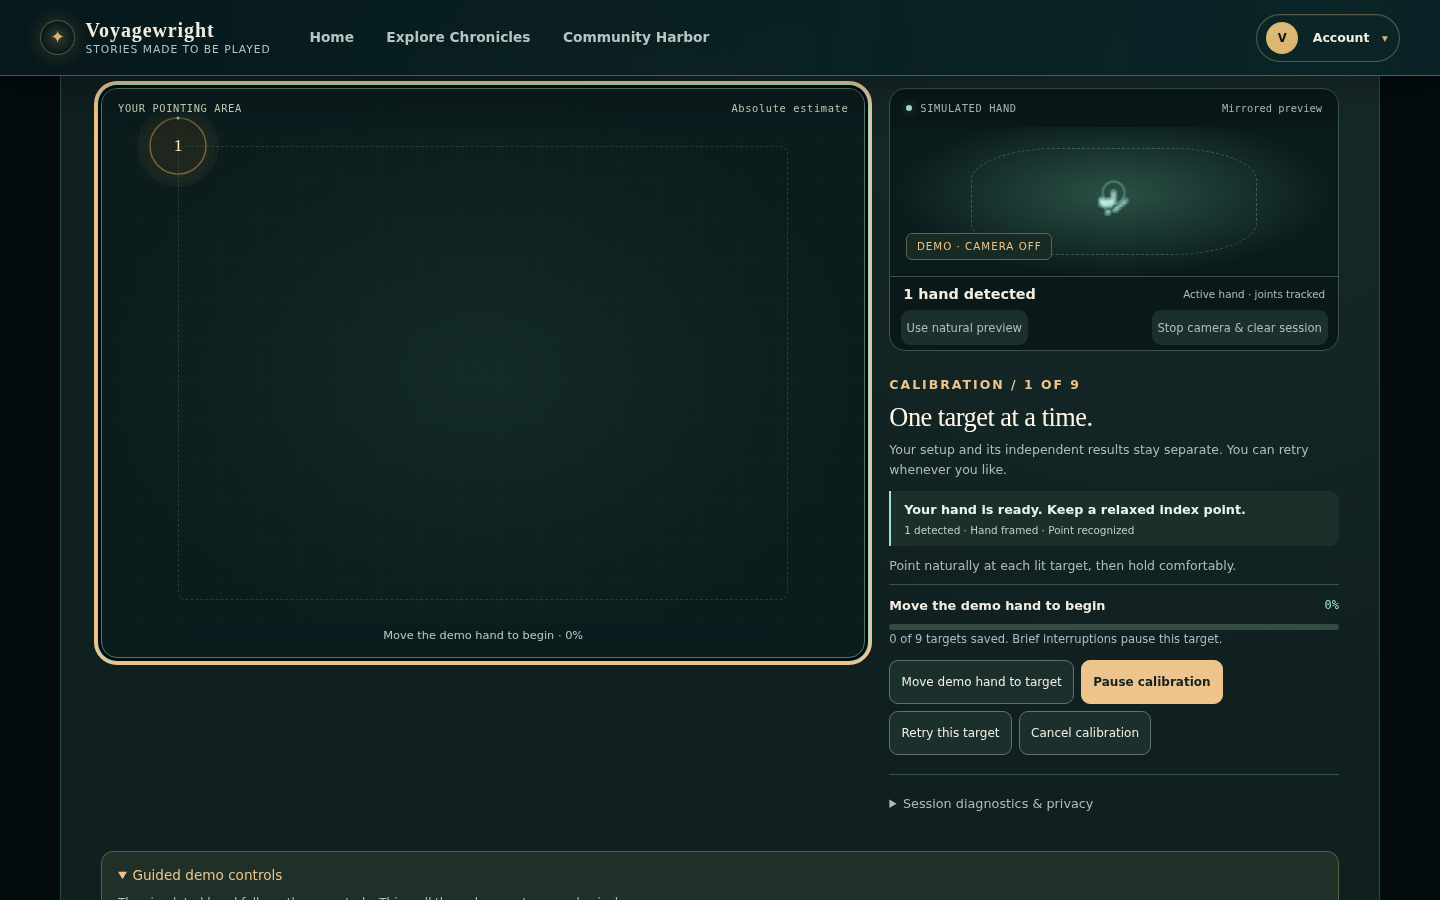 Voyagewright
STORIES MADE TO BE PLAYED
Home
Explore Chronicles
Community Harbor
V
Account
YOUR POINTING AREA
Absolute estimate
1
Move the demo hand to begin · 0%
SIMULATED HAND
Mirrored preview
DEMO · CAMERA OFF
1 hand detected
Active hand · joints tracked
Use natural preview
Stop camera & clear session
CALIBRATION / 1 OF 9
One target at a time.
Your setup and its independent results stay separate. You can retry
whenever you like.
Your hand is ready. Keep a relaxed index point.
1 detected · Hand framed · Point recognized
Point naturally at each lit target, then hold comfortably.
Move the demo hand to begin
0%
0 of 9 targets saved. Brief interruptions pause this target.
Move demo hand to target
Pause calibration
Retry this target
Cancel calibration
Session diagnostics & privacy
Guided demo controls